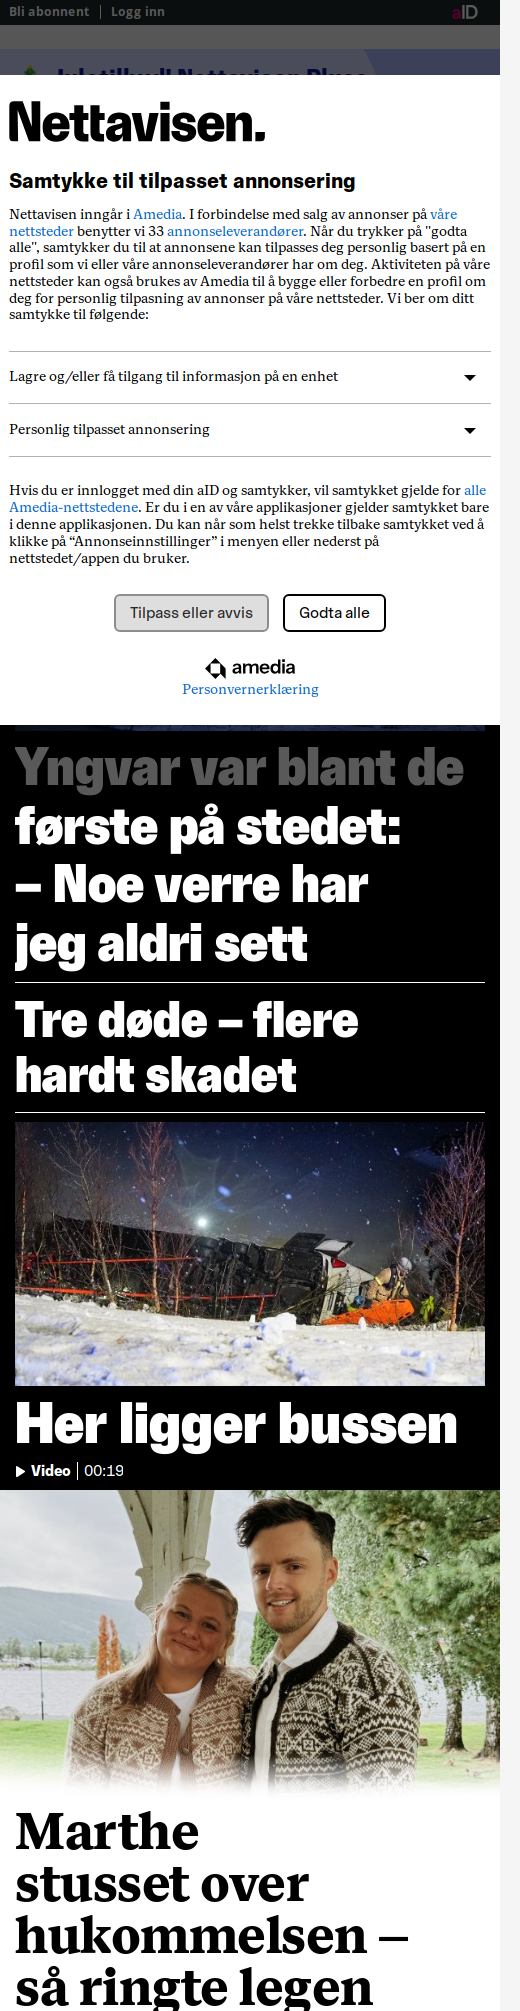 Bli abonnent | Logg inn
aID
Juletilbud! Nettavisen Pluss
Nettavisen.
Samtykke til tilpasset annonsering
Nettavisen inngår i Amedia. I forbindelse med salg av annonser på våre
nettsteder benytter vi 33 annonseleverandører. Når du trykker på "godta
alle", samtykker du til at annonsene kan tilpasses deg personlig basert på en
profil som vi eller våre annonseleverandører har om deg. Aktiviteten på våre
nettsteder kan også brukes av Amedia til å bygge eller forbedre en profil om
deg for personlig tilpasning av annonser på våre nettsteder. Vi ber om ditt
samtykke til følgende:
Lagre og/eller få tilgang til informasjon på en enhet
Personlig tilpasset annonsering
Hvis du er innlogget med din aID og samtykker, vil samtykket gjelde for alle
Amedia-nettstedene. Er du i en av våre applikasjoner gjelder samtykket bare
i denne applikasjonen. Du kan når som helst trekke tilbake samtykket ved å
klikke på “Annonseinnstillinger” i menyen eller nederst på
nettstedet/appen du bruker.
Tilpass eller avvis
Godta alle
amedia
Personvernerklæring
Yngvar var blant de
første på stedet:
– Noe verre har
jeg aldri sett
Tre døde – flere
hardt skadet
Her ligger bussen
Video | 00:19
Marthe
stusset over
hukommelsen –
så ringte legen